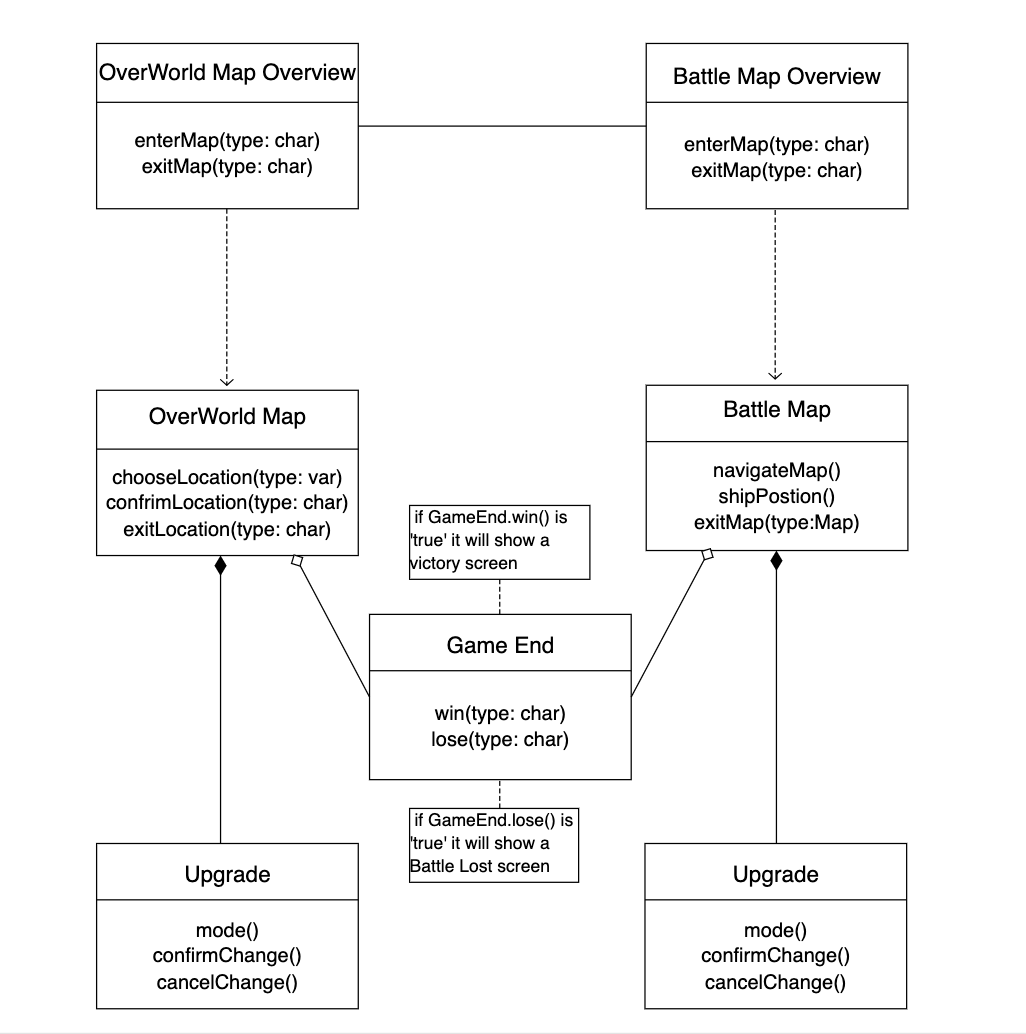 OverWorld Map Overview
enterMap(type: char)
exitMap(type: char)
Battle Map Overview
enterMap(type: char)
exitMap(type: char)
OverWorld Map
chooseLocation(type: var)
confrimLocation(type: char)
exitLocation(type: char)
Battle Map
navigateMap()
shipPostion()
exitMap(type:Map)
if GameEnd.win() is
'true' it will show a
victory screen
Game End
win(type: char)
lose(type: char)
if GameEnd.lose() is
'true' it will show a
Battle Lost screen
Upgrade
mode()
confirmChange()
cancelChange()
Upgrade
mode()
confirmChange()
cancelChange()